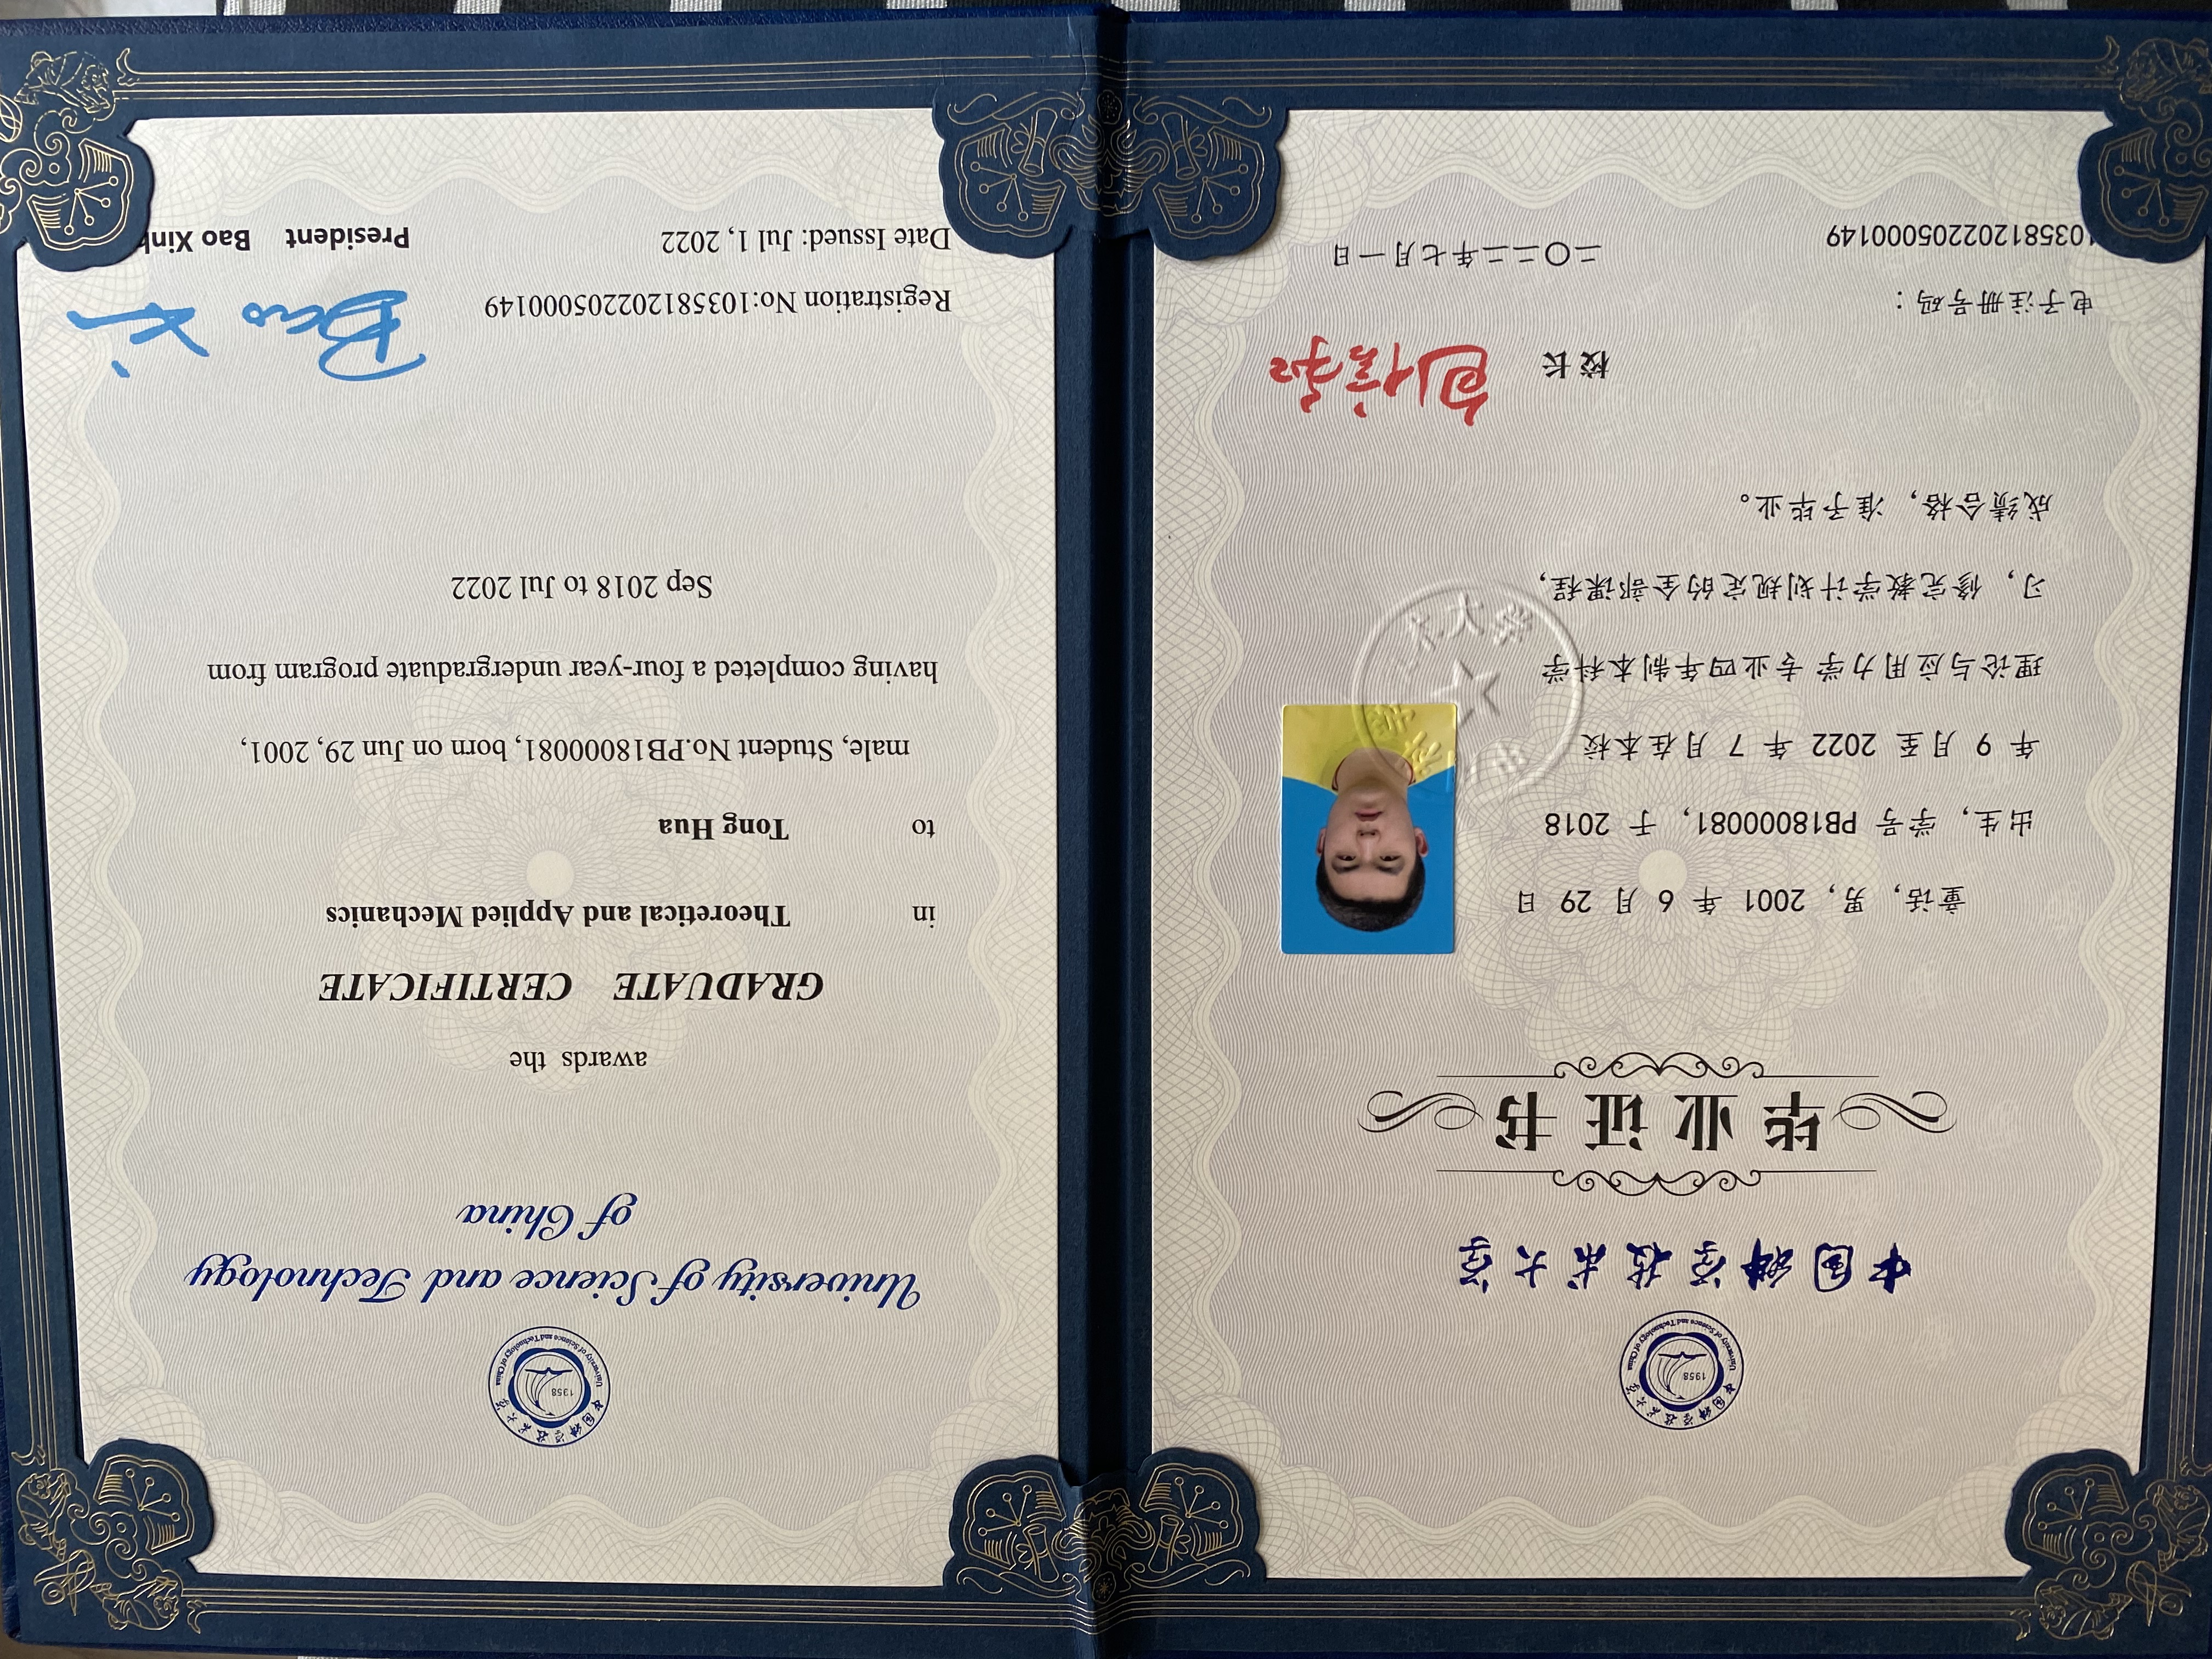 中国科学技术大学
1958
University of Science and Technology of China
中国科学技术大学
毕业证书
童话，男，2001 年 6 月 29 日
出生，学号 PB18000081，于 2018
年 9 月至 2022 年 7 月在本校
理论与应用力学 专业四年制本科学
习，修完教学计划规定的全部课程，
成绩合格，准予毕业。
校长 包信和
电子注册号码：
103581202205000149
二〇二二年七月一日
中国科学技术大学
1958
University of Science and Technology of China
University of Science and Technology
of China
awards the
GRADUATE CERTIFICATE
in Theoretical and Applied Mechanics
to Tong Hua
male, Student No.PB18000081, born on Jun 29, 2001,
having completed a four-year undergraduate program from
Sep 2018 to Jul 2022
Bao Xi
Registration No:103581202205000149
Date Issued: Jul 1, 2022
President Bao Xinh